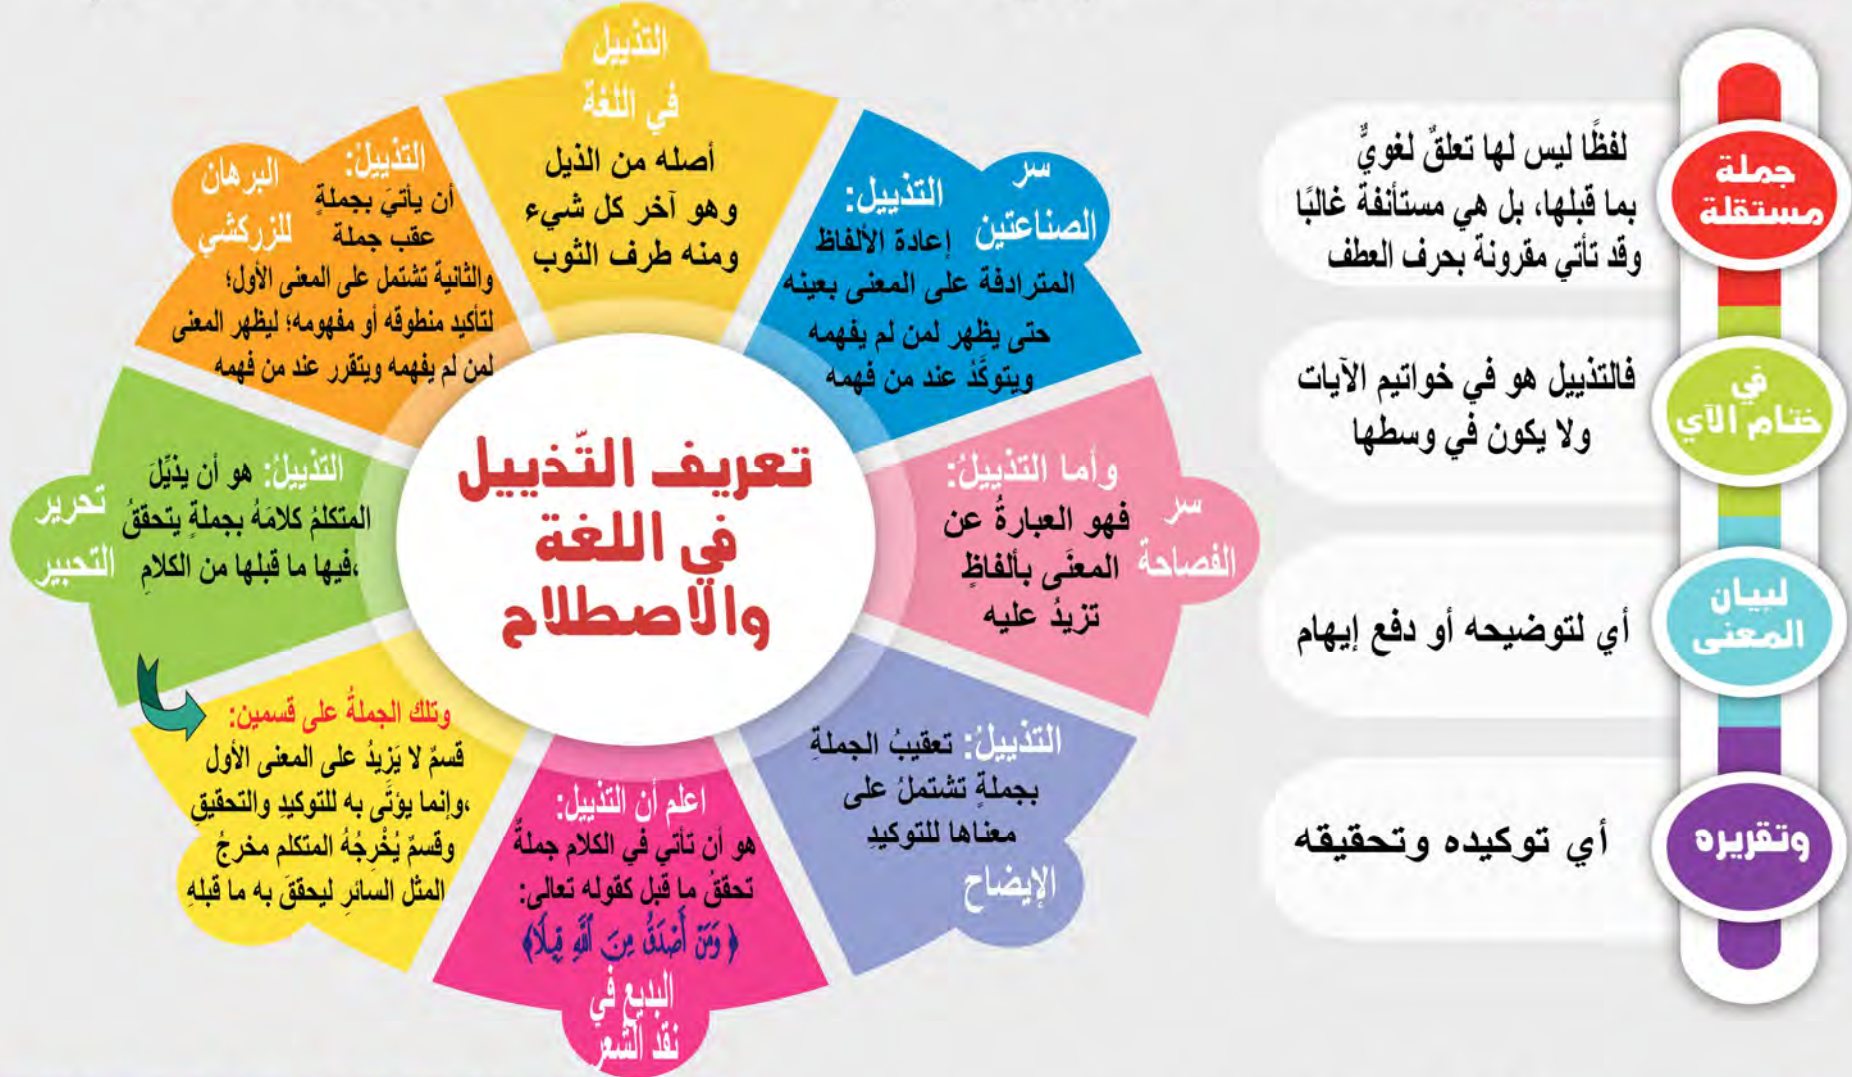 تعريف التّذييل
في اللغة
والاصطلاح
التذييل
في اللغة
أصله من الذيل
وهو آخر كل شيء
ومنه طرف الثوب
سر
الصناعتين
التذييل:
إعادة الألفاظ
المترادفة على المعنى بعينه
حتى يظهر لمن لم يفهمه
ويتوكَّدُ عند من فهمه
سر
الفصاحة
وأما التذييلُ:
فهو العبارةُ عن
المعنَى بألفاظٍ
تزيدُ عليه
التذييلُ: تعقيبُ الجملةِ
بجملةٍ تشتملُ على
معناها للتوكيدِ
الإيضاح
اعلم أن التذييل:
هو أن تأتي في الكلام جملةٌ
تحققُ ما قبل كقوله تعالى:
﴿وَمَنْ أَصْدَقُ مِنَ ٱللَّهِ قِيلًا﴾
البديع في
نقد الشعر
التذييلُ: هو أن يذيِّلَ
المتكلمُ كلامَهُ بجملةٍ يتحققُ
فيها ما قبلها من الكلامِ،
تحرير
التحبير
وتلك الجملةُ على قسمين:
قسمٌ لا يَزِيدُ على المعنى الأول
وإنما يؤتَى به للتوكيدِ والتحقيقِ،
وقسمٌ يُخْرِجُهُ المتكلم مخرجُ
المثل السائرِ ليحققَ به ما قبلهِ
البرهان
للزركشي
التذييلُ:
أن يأتيَ بجملةٍ
عقب جملة
والثانية تشتمل على المعنى الأول؛
لتأكيد منطوقه أو مفهومه؛ ليظهر المعنى
لمن لم يفهمه ويتقرر عند من فهمه
جملة
مستقلة
لفظًا ليس لها تعلقٌ لغويٌّ
بما قبلها، بل هي مستأنفة غالبًا
وقد تأتي مقرونة بحرف العطف
في
ختام الآي
فالتذييل هو في خواتيم الآيات
ولا يكون في وسطها
لبيان
المعنى
أي لتوضيحه أو دفع إيهام
وتقريره
أي توكيده وتحقيقه